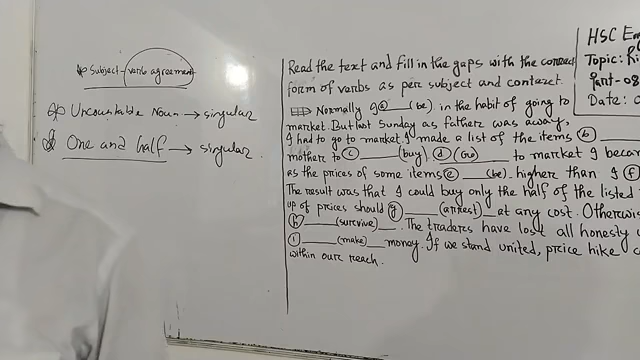 Subject-verb agreement
Uncountable Noun → singular
One and half → singular.
HSC En
Topic: Ri
Part-08
Date:
Read the text and fill in the gaps with the correct
form of verbs as per subject and contaxt.
Normally I (a) ___ (be) in the habit of going to
market. But last Sunday as father was away,
I had to go to market. I made a list of the items (b)
mother to (c) ___ (buy) (d) (Go) ___ to market I becam
as the prices of some items (e) ___ (be) higher than I (f)
The result was that I could buy only the half of the listed
up of prices should (g) ___ (arrest) at any cost. Otherwis
(h) ___ (survive) ___. The traders have lost all honesty
(i) ___ (make) ___ money. If we stand united, price hike c
within our reach.